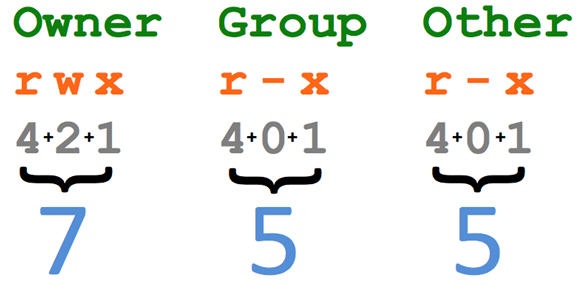 Owner Group Other
r w x r - x r - x
4+2+1 4+0+1 4+0+1
7 5 5